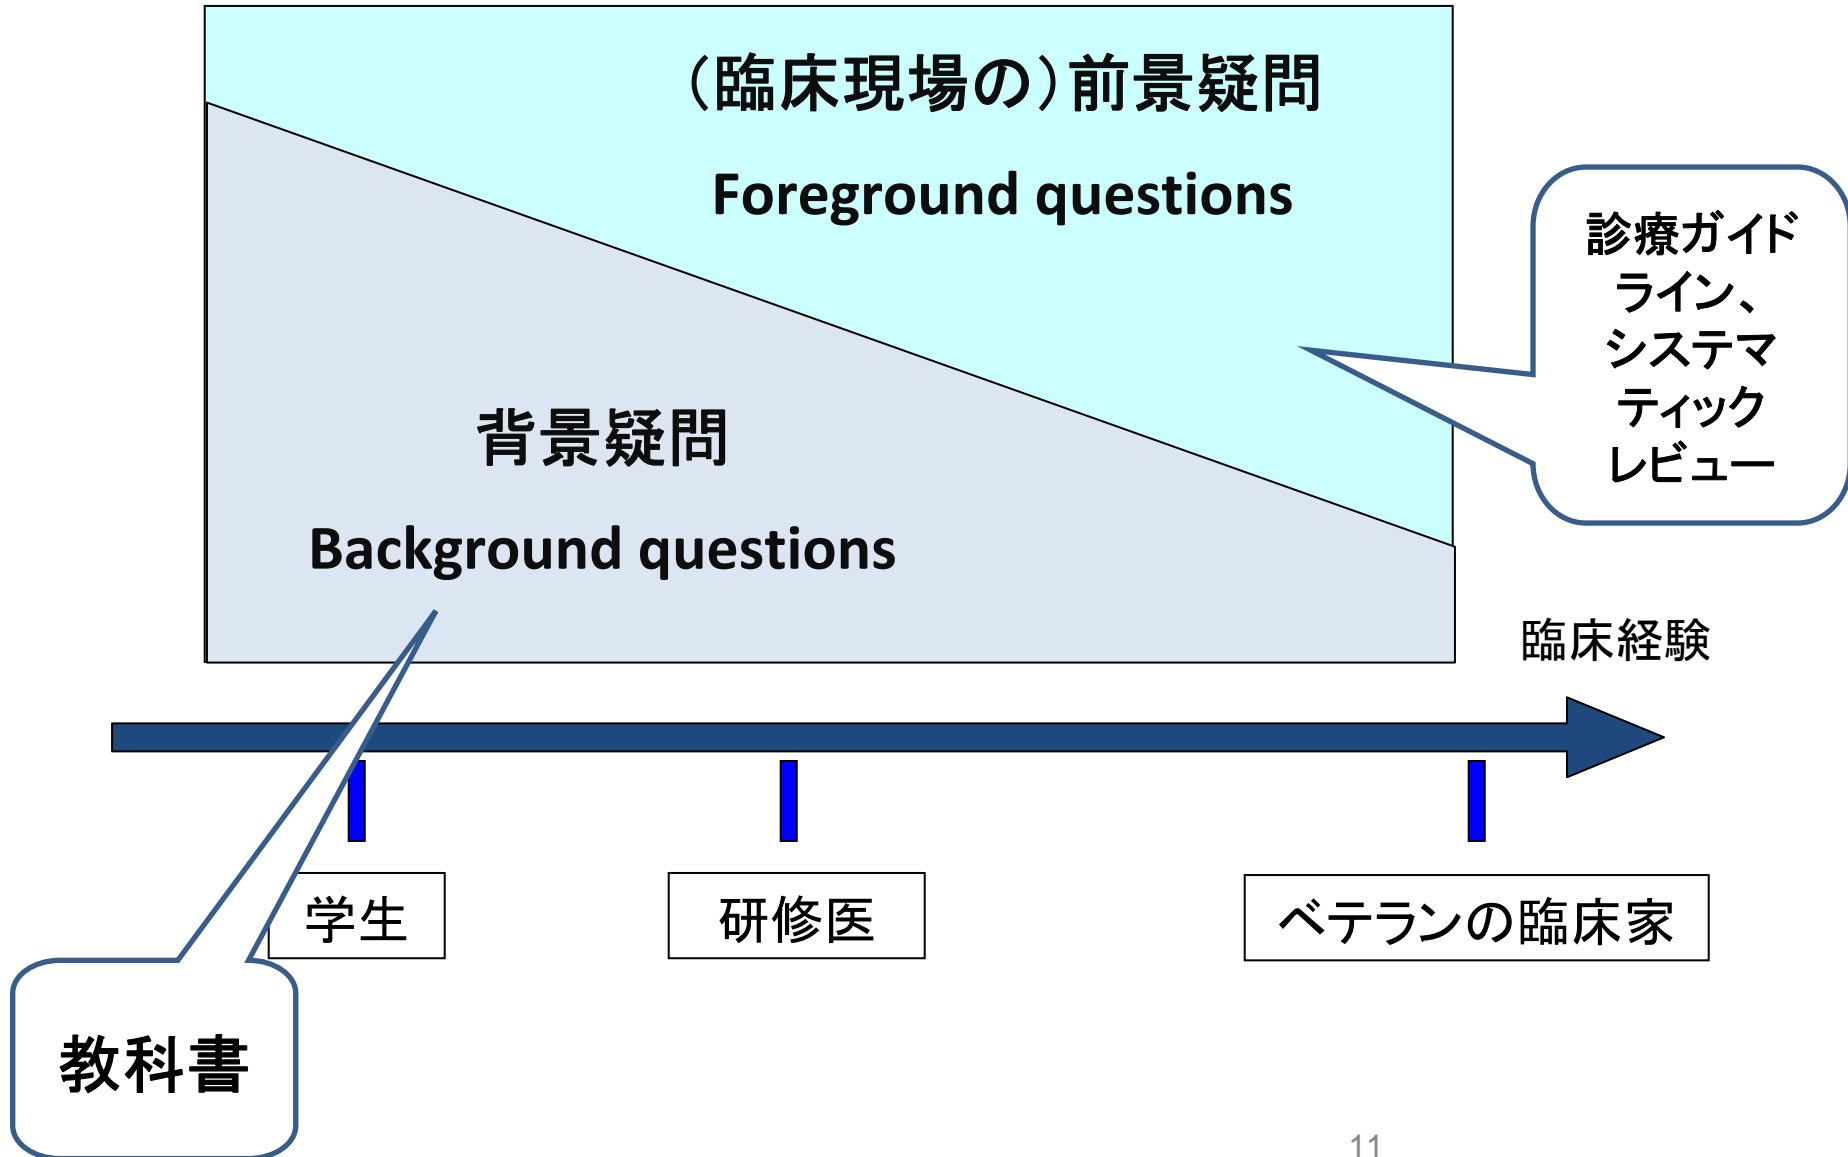 （臨床現場の）前景疑問
Foreground questions
診療ガイド
ライン、
システマ
ティック
レビュー
背景疑問
Background questions
臨床経験
学生
研修医
ベテランの臨床家
教科書
11